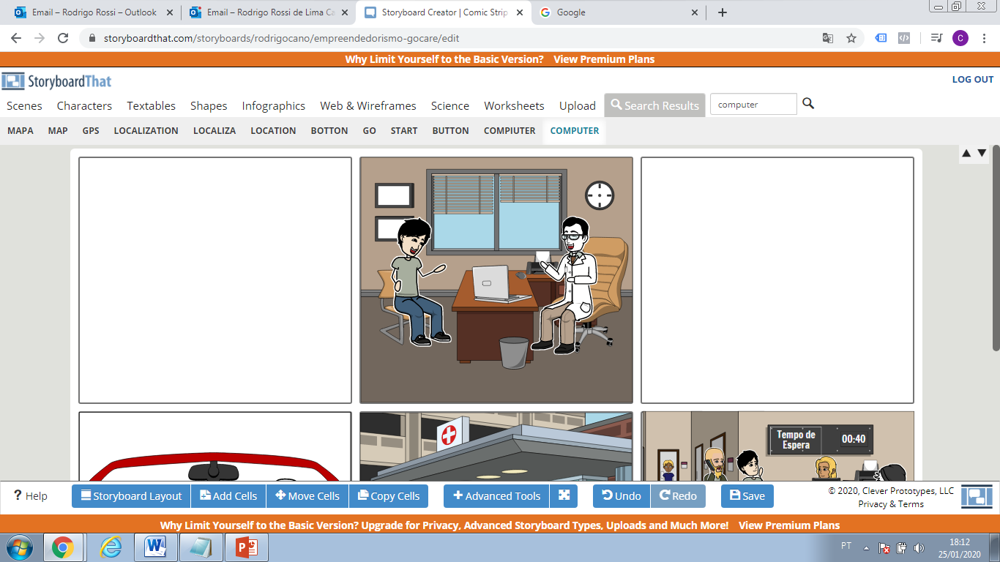 Email – Rodrigo Rossi – Outlook
Email – Rodrigo Rossi de Lima Ca
Storyboard Creator | Comic Strip
Google
storyboardthat.com/storyboards/rodrigocano/empreendedorismo-gocare/edit
C
Why Limit Yourself to the Basic Version? View Premium Plans
StoryboardThat
LOG OUT
Scenes Characters Textables Shapes Infographics Web & Wireframes Science Worksheets Upload Search Results computer
MAPA MAP GPS LOCALIZATION LOCALIZA LOCATION BOTTON GO START BUTTON COMPIUTER COMPUTER
Tempo de
Espera
00:40
? Help
Storyboard Layout
Add Cells
Move Cells
Copy Cells
Advanced Tools
Undo
Redo
Save
© 2020, Clever Prototypes, LLC
Privacy & Terms
Why Limit Yourself to the Basic Version? Upgrade for Privacy, Advanced Storyboard Types, Uploads and Much More! View Premium Plans
PT
18:12
25/01/2020